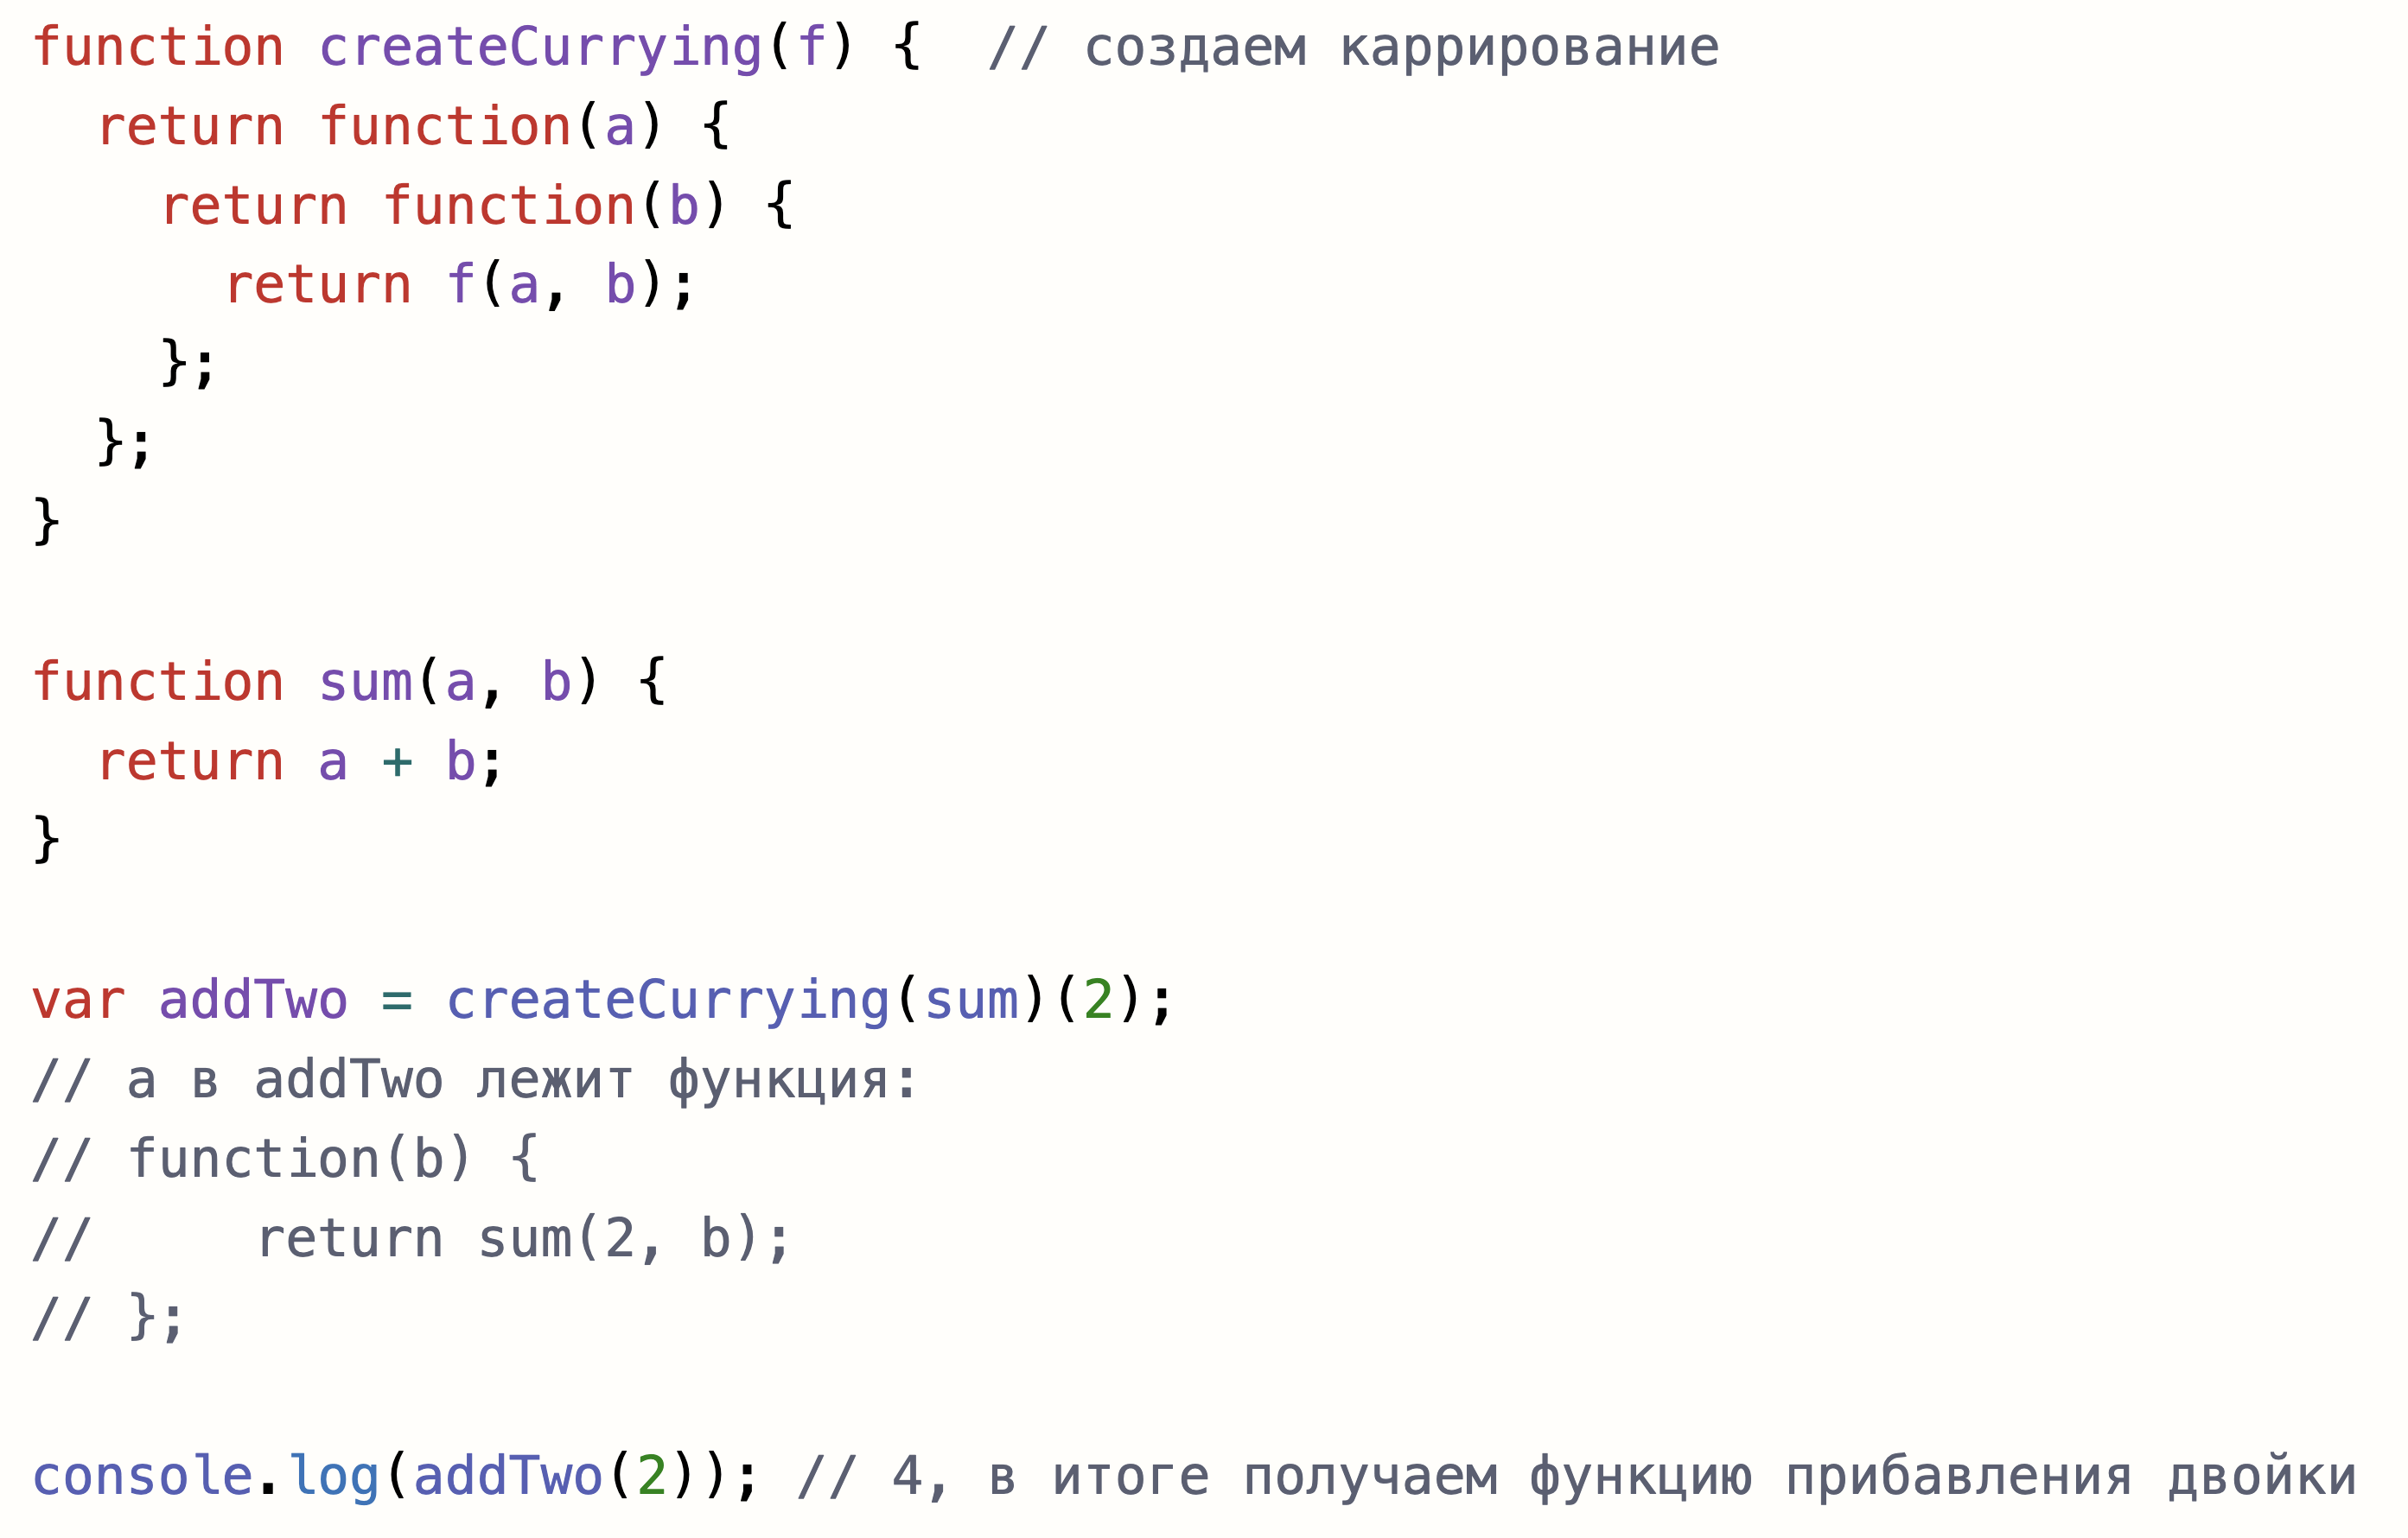 function createCurrying(f) {  // создаем каррирование
  return function(a) {
    return function(b) {
      return f(a, b);
    };
  };
}

function sum(a, b) {
  return a + b;
}

var addTwo = createCurrying(sum)(2);
// а в addTwo лежит функция:
// function(b) {
//     return sum(2, b);
// };

console.log(addTwo(2)); // 4, в итоге получаем функцию прибавления двойки